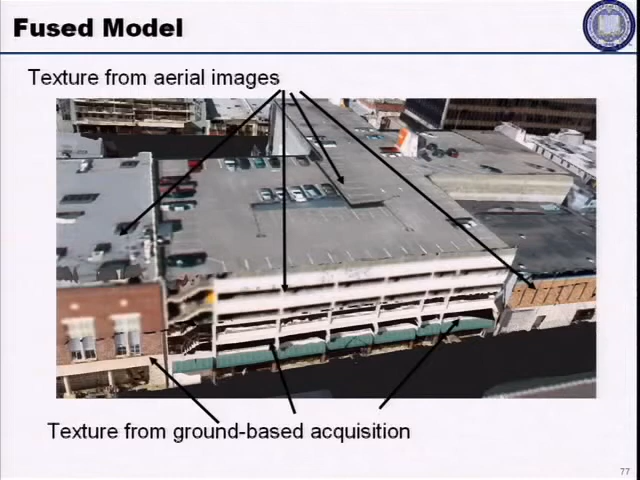 Fused Model
Texture from aerial images
Texture from ground-based acquisition
77